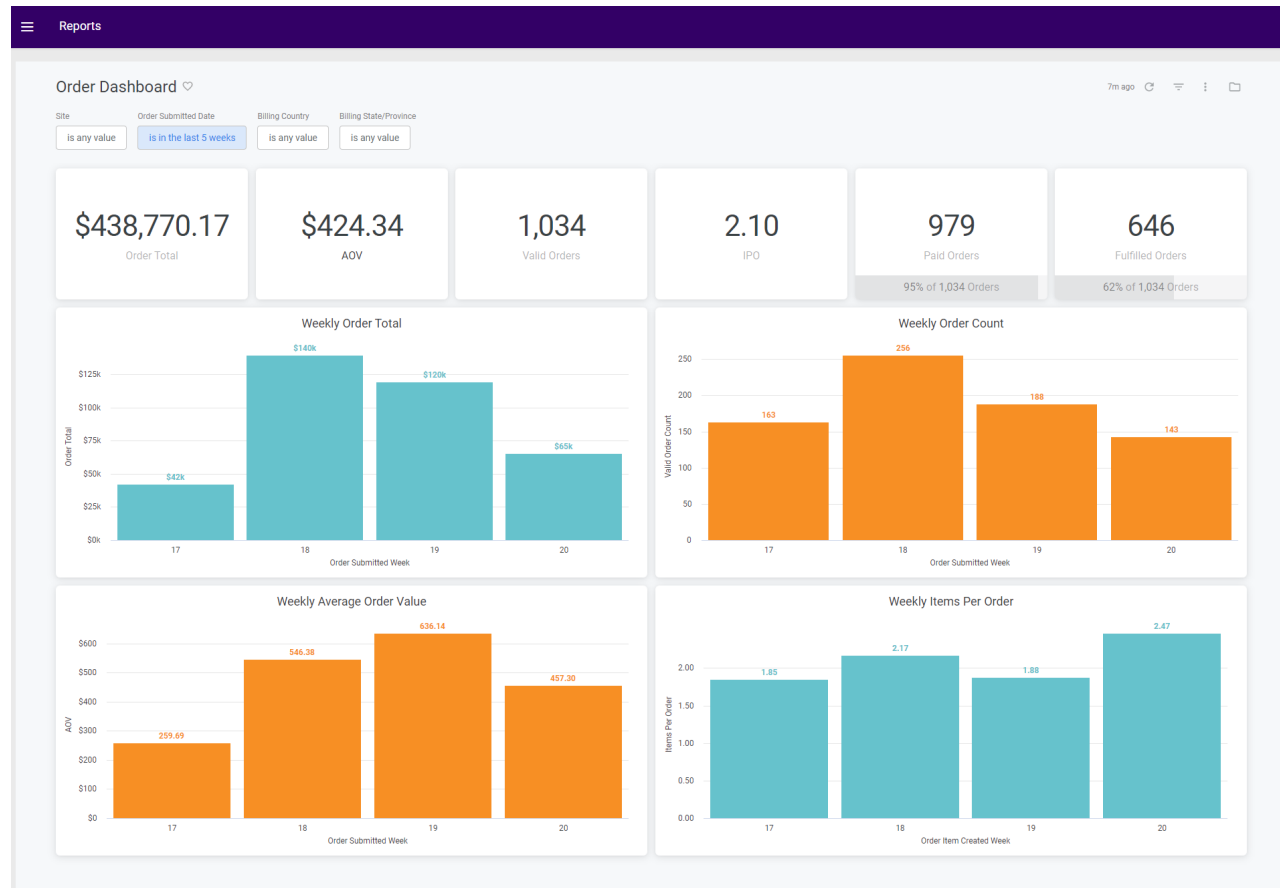 Reports
Order Dashboard
7m ago
Site
Order Submitted Date
Billing Country
Billing State/Province
is any value
is in the last 5 weeks
is any value
is any value
$438,770.17
Order Total
$424.34
AOV
1,034
Valid Orders
2.10
IPO
979
Paid Orders
95% of 1,034 Orders
646
Fulfilled Orders
62% of 1,034 Orders
Weekly Order Total
$140k
$120k
$65k
$42k
$125k
$100k
$75k
$50k
$25k
$0k
Order Total
17 18 19 20
Order Submitted Week
Weekly Order Count
256
188
163
143
250
200
150
100
50
0
Valid Order Count
17 18 19 20
Order Submitted Week
Weekly Average Order Value
636.14
546.38
457.30
259.69
$600
$500
$400
$300
$200
$100
$0
AOV
17 18 19 20
Order Submitted Week
Weekly Items Per Order
2.47
2.17
1.88
1.85
2.00
1.50
1.00
0.50
0.00
Items Per Order
17 18 19 20
Order Item Created Week